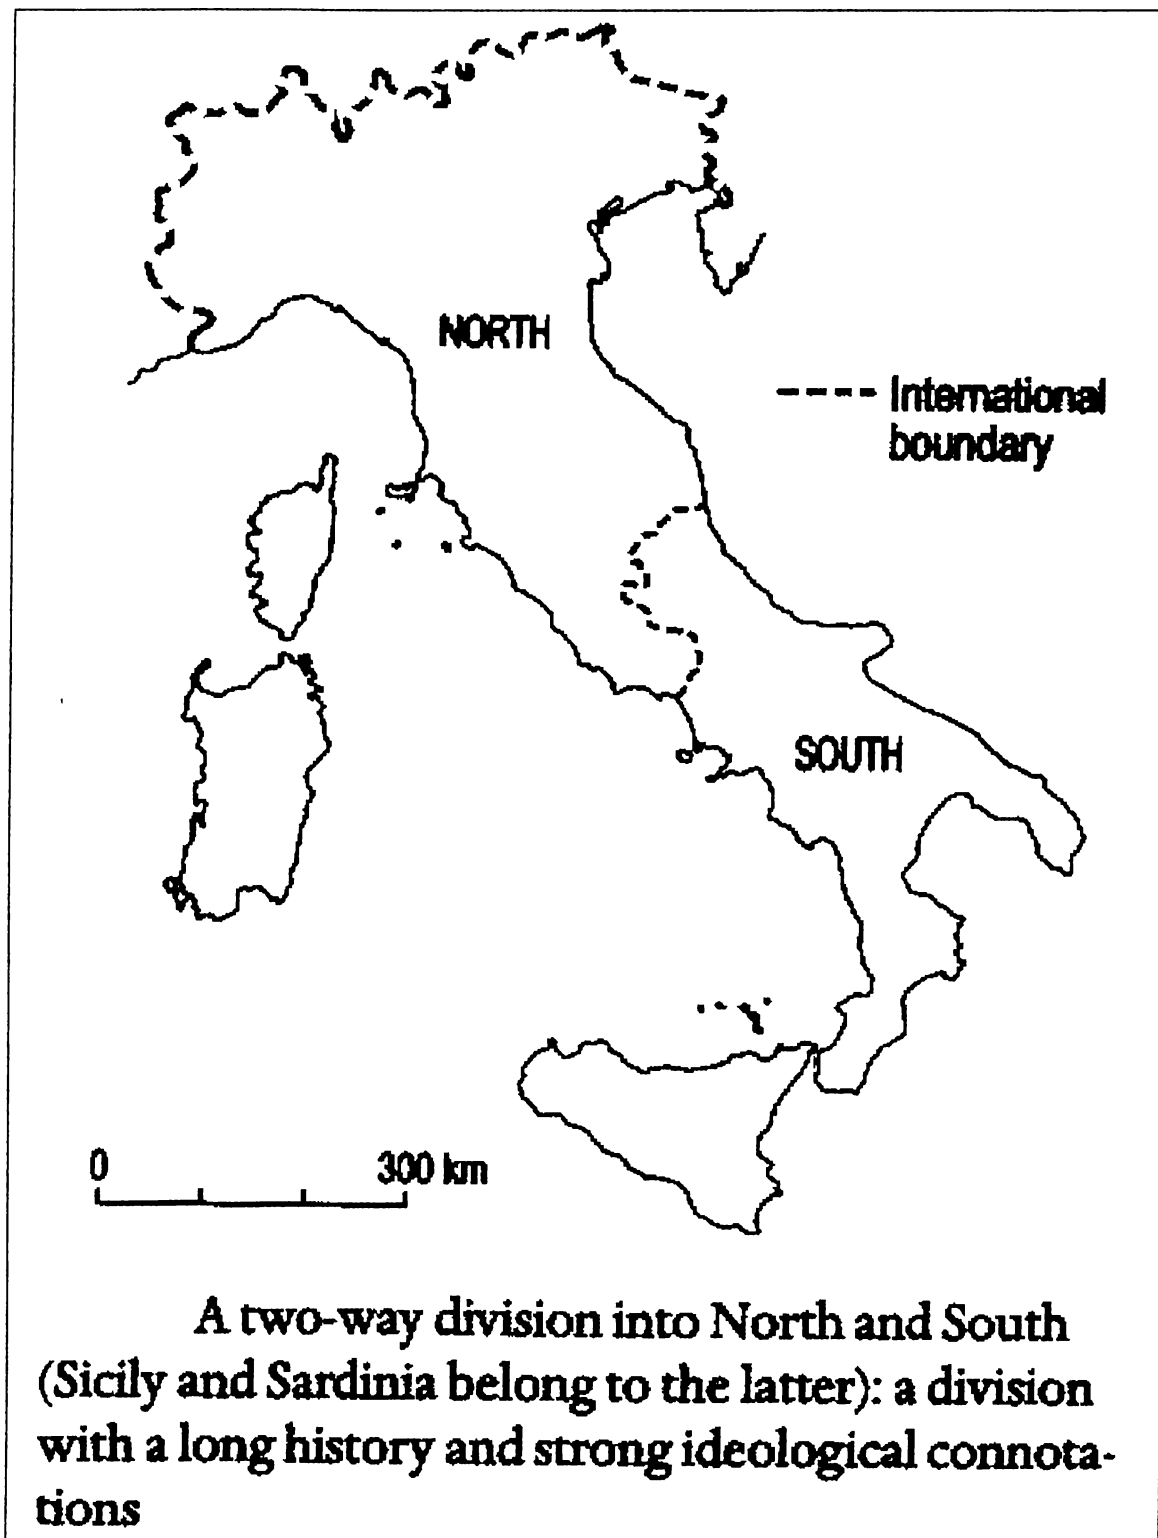 NORTH
International
boundary
SOUTH
0 300 km
A two-way division into North and South
(Sicily and Sardinia belong to the latter): a division
with a long history and strong ideological connota-
tions